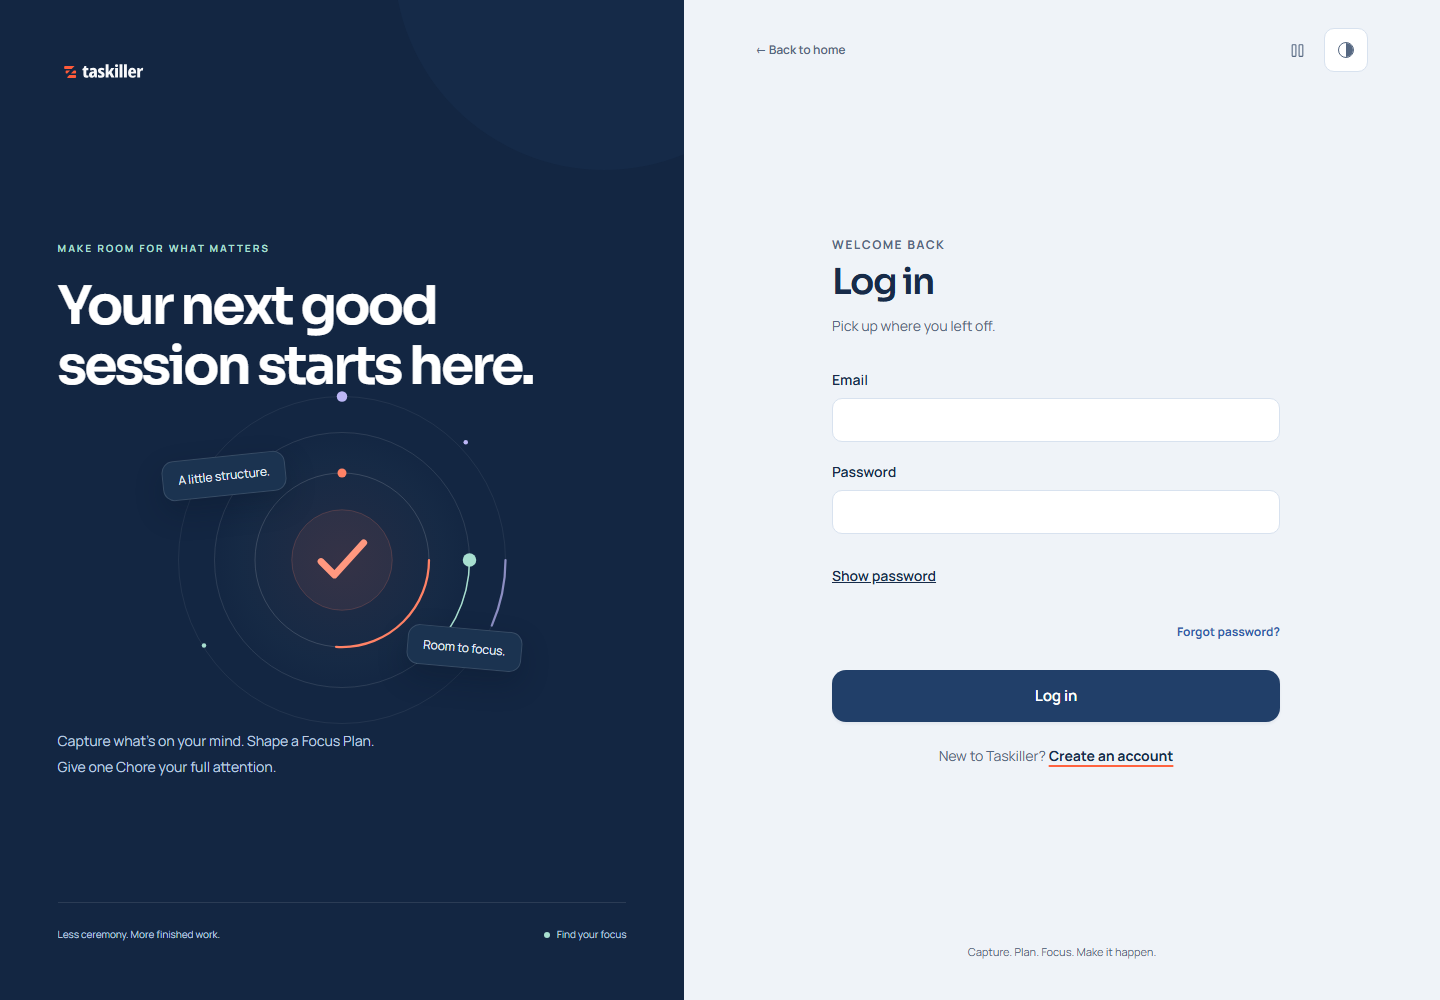 taskiller
MAKE ROOM FOR WHAT MATTERS
Your next good
session starts here.
A little structure.
Room to focus.
Capture what's on your mind. Shape a Focus Plan.
Give one Chore your full attention.
Less ceremony. More finished work.
Find your focus
← Back to home
WELCOME BACK
Log in
Pick up where you left off.
Email
Password
Show password
Forgot password?
Log in
New to Taskiller? Create an account
Capture. Plan. Focus. Make it happen.